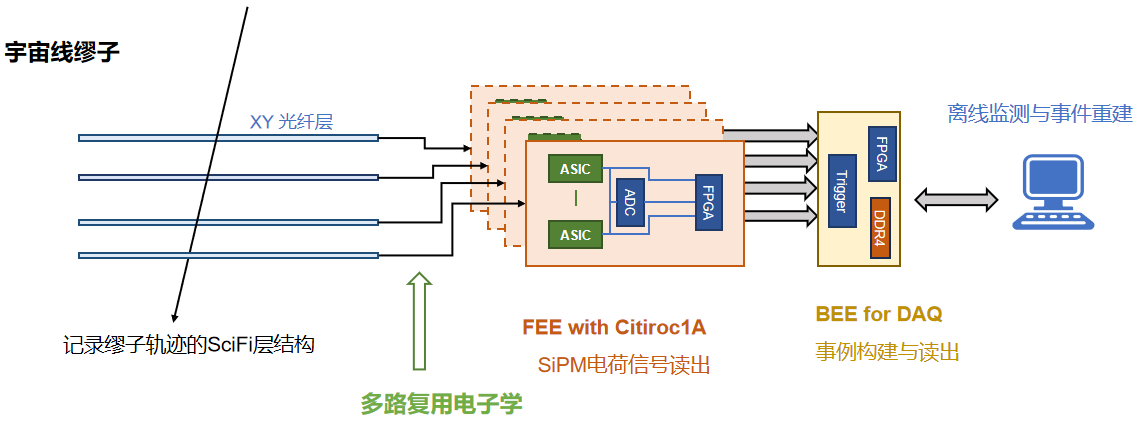 宇宙线缪子
XY 光纤层
离线监测与事件重建
ASIC
ADC
FPGA
ASIC
Trigger
FPGA
DDR4
记录缪子轨迹的SciFi层结构
FEE with Citiroc1A
SiPM电荷信号读出
BEE for DAQ
事例构建与读出
多路复用电子学